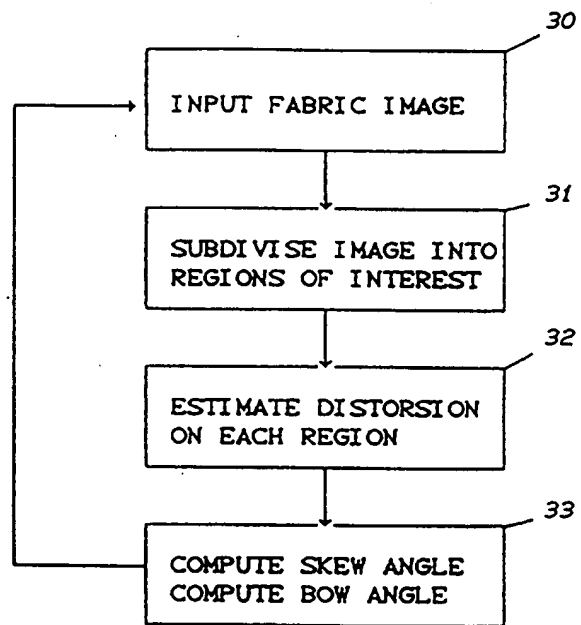 30
INPUT FABRIC IMAGE
31
SUBDIVISE IMAGE INTO
REGIONS OF INTEREST
32
ESTIMATE DISTORSION
ON EACH REGION
33
COMPUTE SKEW ANGLE
COMPUTE BOW ANGLE